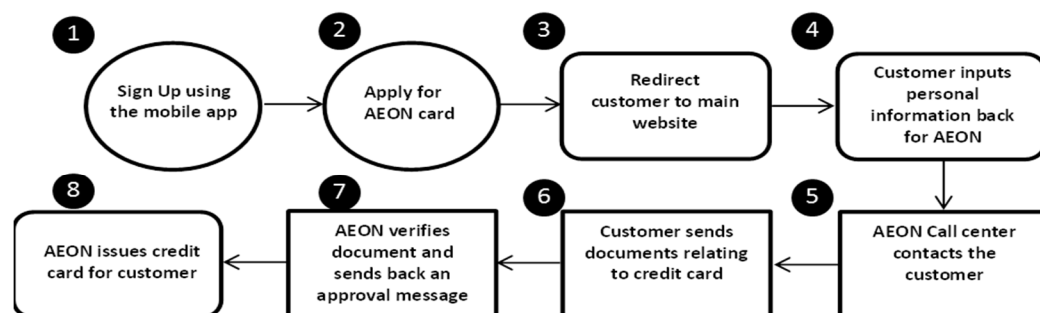 1
Sign Up using
the mobile app
2
Apply for
AEON card
3
Redirect
customer to main
website
4
Customer inputs
personal
information back
for AEON
5
AEON Call center
contacts the
customer
6
Customer sends
documents relating
to credit card
7
AEON verifies
document and
sends back an
approval message
8
AEON issues credit
card for customer